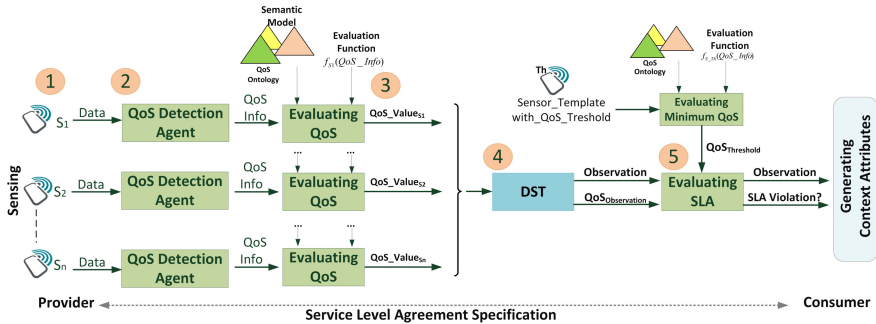 Semantic
Model
Evaluation
Function
f_S1(QoS_Info)
QoS
Ontology
Evaluation
Function
f_S_Th(QoS_Info)
QoS
Ontology
1
2
3
Th
Sensor_Template
with_QoS_Treshold
Evaluating
Minimum QoS
QoS_Threshold
Sensing
S1
Data
QoS Detection
Agent
QoS
Info
Evaluating
QoS
QoS_Value_S1
...
...
S2
Data
QoS Detection
Agent
QoS
Info
Evaluating
QoS
QoS_Value_S2
...
...
Sn
Data
QoS Detection
Agent
QoS
Info
Evaluating
QoS
QoS_Value_Sn
4
DST
Observation
QoS_Observation
5
Evaluating
SLA
Observation
SLA Violation?
Generating
Context Attributes
Provider
Service Level Agreement Specification
Consumer